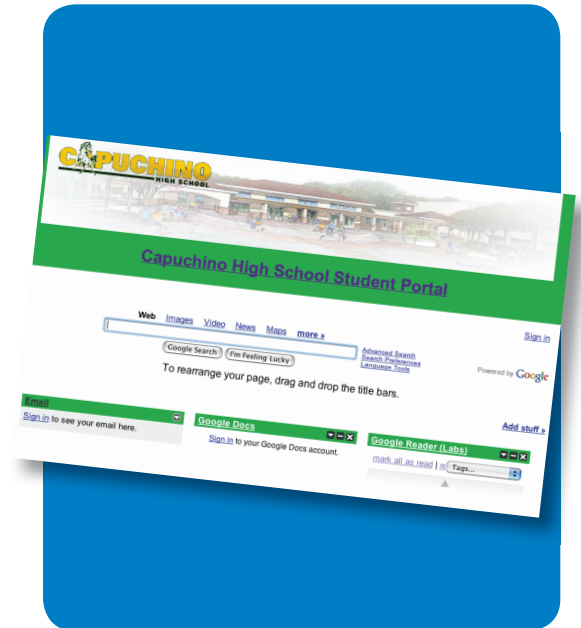 CAPUCHINO
HIGH SCHOOL
Capuchino High School Student Portal
Sign in
Web Images Video News Maps more »
Advanced Search
Search Preferences
Language Tools
Google Search I'm Feeling Lucky
Powered by Google
To rearrange your page, drag and drop the title bars.
Add stuff »
Email
Sign in to see your email here.
Google Docs
Sign in to your Google Docs account.
Google Reader (Labs)
mark all as read | Tags...